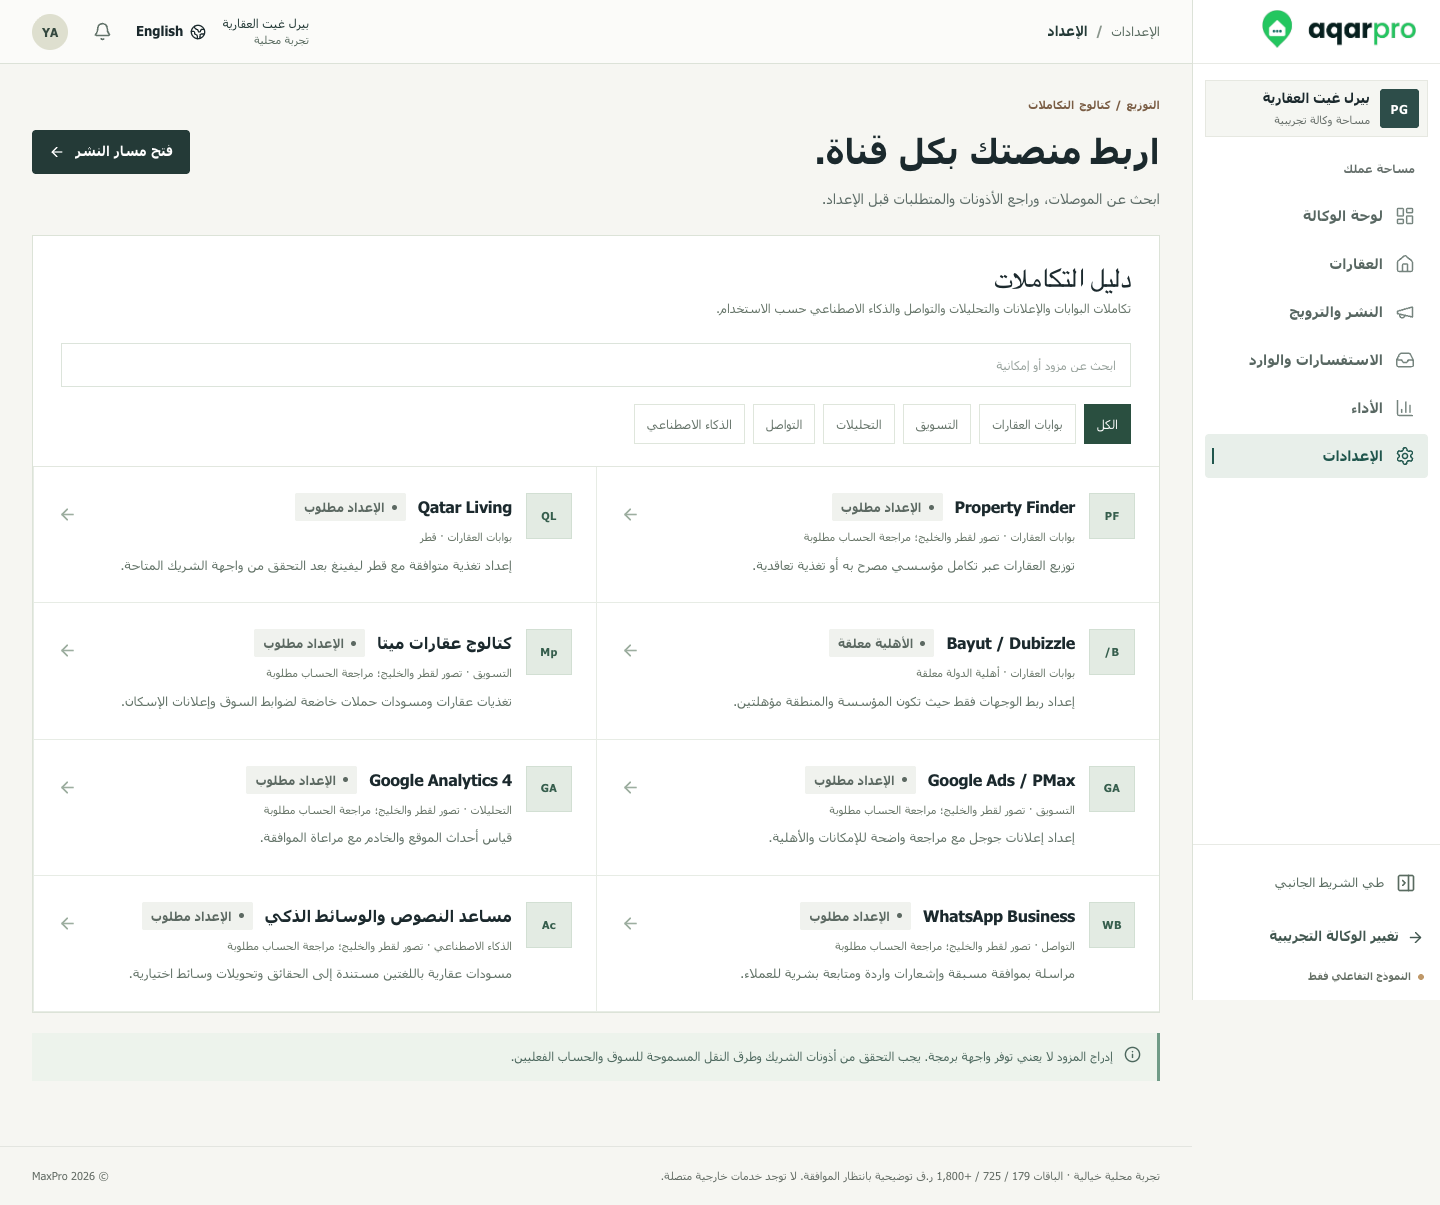 aqarpro
الإعدادات / الإعداد
بيرل غيت العقارية
تجربة محلية
English
YA
PG
بيرل غيت العقارية
مساحة وكالة تجريبية
مساحة عملك
لوحة الوكالة
العقارات
النشر والترويج
الاستفسارات والوارد
الأداء
الإعدادات
طي الشريط الجانبي
تغيير الوكالة التجريبية
النموذج التفاعلي فقط
التوزيع / كتالوج التكاملات
اربط منصتك بكل قناة.
ابحث عن الموصلات، وراجع الأذونات والمتطلبات قبل الإعداد.
فتح مسار النشر
دليل التكاملات
تكاملات البوابات والإعلانات والتحليلات والتواصل والذكاء الاصطناعي حسب الاستخدام.
ابحث عن مزود أو إمكانية
الكل
بوابات العقارات
التسويق
التحليلات
التواصل
الذكاء الاصطناعي
PF
Property Finder
الإعداد مطلوب
بوابات العقارات · تصور لقطر والخليج؛ مراجعة الحساب مطلوبة
توزيع العقارات عبر تكامل مؤسسي مصرح به أو تغذية تعاقدية.
QL
Qatar Living
الإعداد مطلوب
بوابات العقارات · قطر
إعداد تغذية متوافقة مع قطر ليفينغ بعد التحقق من واجهة الشريك المتاحة.
B/
Bayut / Dubizzle
الأهلية معلقة
بوابات العقارات · أهلية الدولة معلقة
إعداد ربط الوجهات فقط حيث تكون المؤسسة والمنطقة مؤهلتين.
Mp
كتالوج عقارات ميتا
الإعداد مطلوب
التسويق · تصور لقطر والخليج؛ مراجعة الحساب مطلوبة
تغذيات عقارات ومسودات حملات خاضعة لضوابط السوق وإعلانات الإسكان.
GA
Google Ads / PMax
الإعداد مطلوب
التسويق · تصور لقطر والخليج؛ مراجعة الحساب مطلوبة
إعداد إعلانات جوجل مع مراجعة واضحة للإمكانات والأهلية.
GA
Google Analytics 4
الإعداد مطلوب
التحليلات · تصور لقطر والخليج؛ مراجعة الحساب مطلوبة
قياس أحداث الموقع والخادم مع مراعاة الموافقة.
WB
WhatsApp Business
الإعداد مطلوب
التواصل · تصور لقطر والخليج؛ مراجعة الحساب مطلوبة
مراسلة بموافقة مسبقة وإشعارات واردة ومتابعة بشرية للعملاء.
Ac
مساعد النصوص والوسائط الذكي
الإعداد مطلوب
الذكاء الاصطناعي · تصور لقطر والخليج؛ مراجعة الحساب مطلوبة
مسودات عقارية باللغتين مستندة إلى الحقائق وتحويلات وسائط اختيارية.
إدراج المزود لا يعني توفر واجهة برمجة. يجب التحقق من أذونات الشريك وطرق النقل المسموحة للسوق والحساب الفعليين.
تجربة محلية خيالية · الباقات 179 / 725 / +1,800 ر.ق توضيحية بانتظار الموافقة. لا توجد خدمات خارجية متصلة.
© 2026 MaxPro